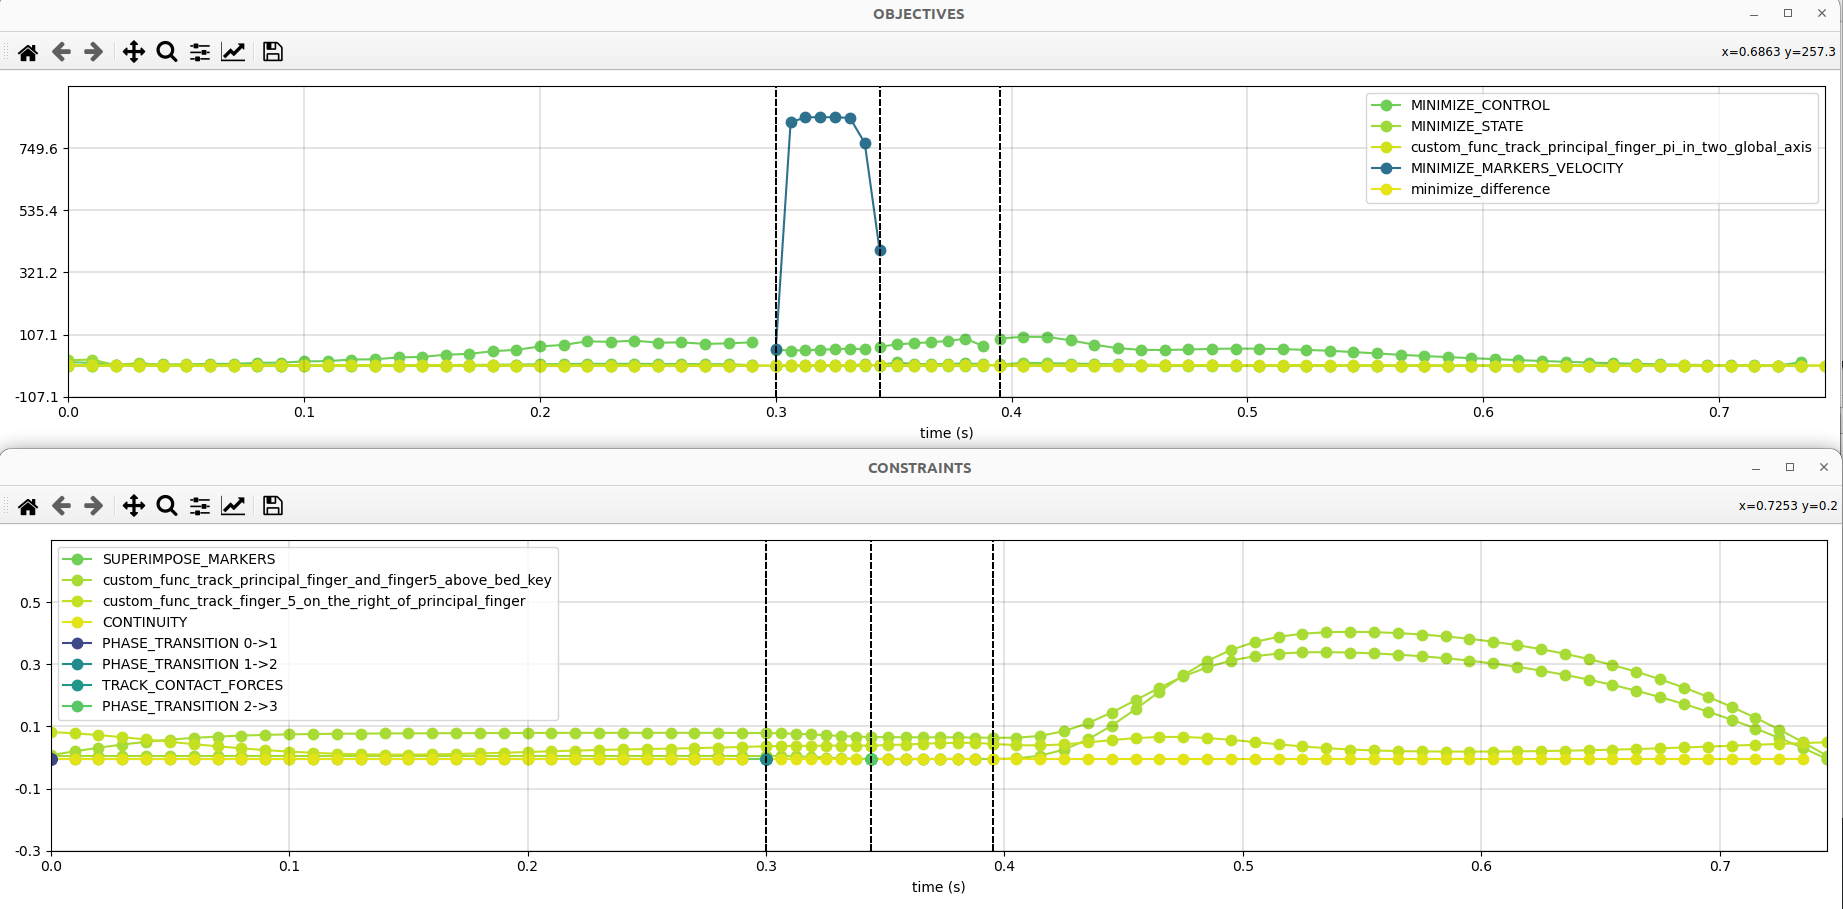 OBJECTIVES
x=0.6863 y=257.3
749.6
535.4
321.2
107.1
-107.1
0.0 0.1 0.2 0.3 0.4 0.5 0.6 0.7
time (s)
MINIMIZE_CONTROL
MINIMIZE_STATE
custom_func_track_principal_finger_pi_in_two_global_axis
MINIMIZE_MARKERS_VELOCITY
minimize_difference
CONSTRAINTS
x=0.7253 y=0.2
SUPERIMPOSE_MARKERS
custom_func_track_principal_finger_and_finger5_above_bed_key
custom_func_track_finger_5_on_the_right_of_principal_finger
CONTINUITY
PHASE_TRANSITION 0->1
PHASE_TRANSITION 1->2
TRACK_CONTACT_FORCES
PHASE_TRANSITION 2->3
0.5
0.3
0.1
-0.1
-0.3
0.0 0.1 0.2 0.3 0.4 0.5 0.6 0.7
time (s)